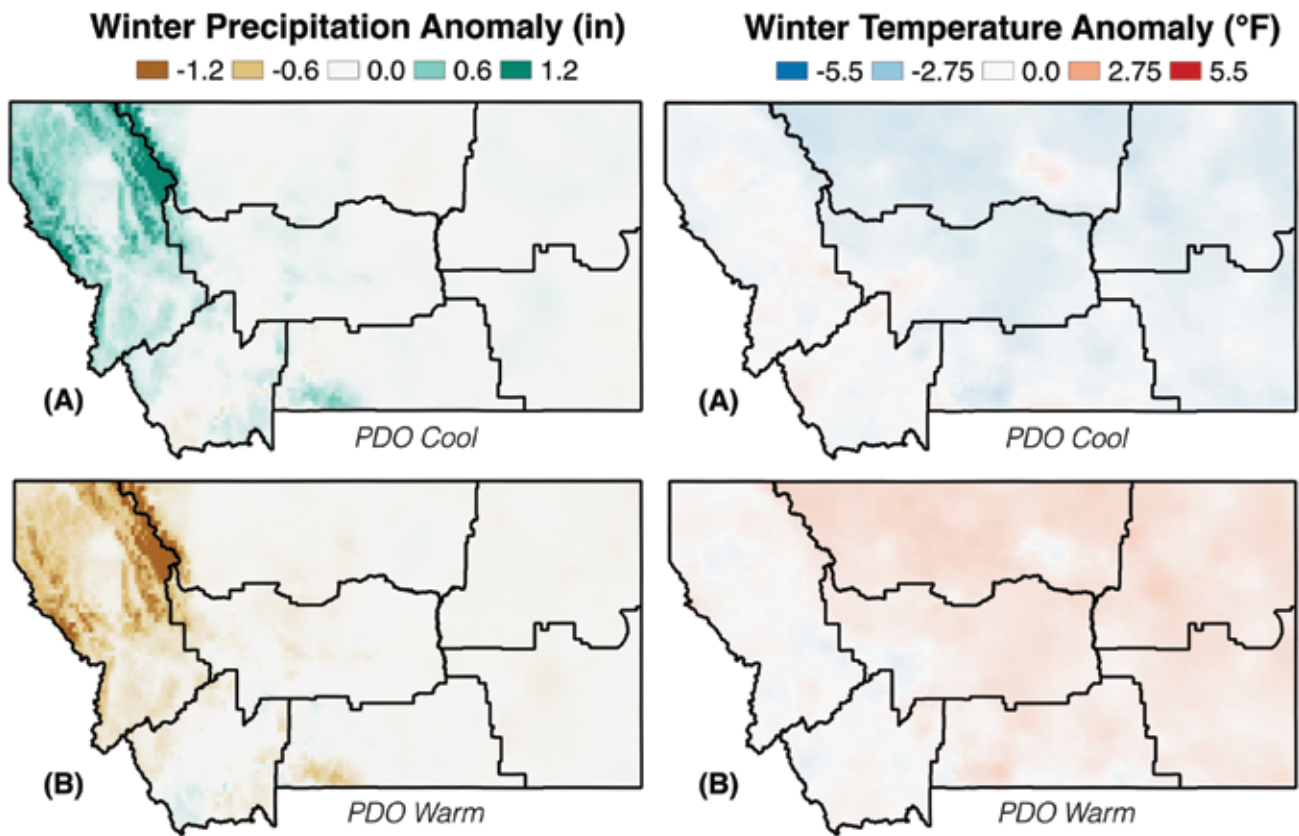 Winter Precipitation Anomaly (in)
-1.2 -0.6 0.0 0.6 1.2
(A)
PDO Cool
(B)
PDO Warm
Winter Temperature Anomaly (°F)
-5.5 -2.75 0.0 2.75 5.5
(A)
PDO Cool
(B)
PDO Warm